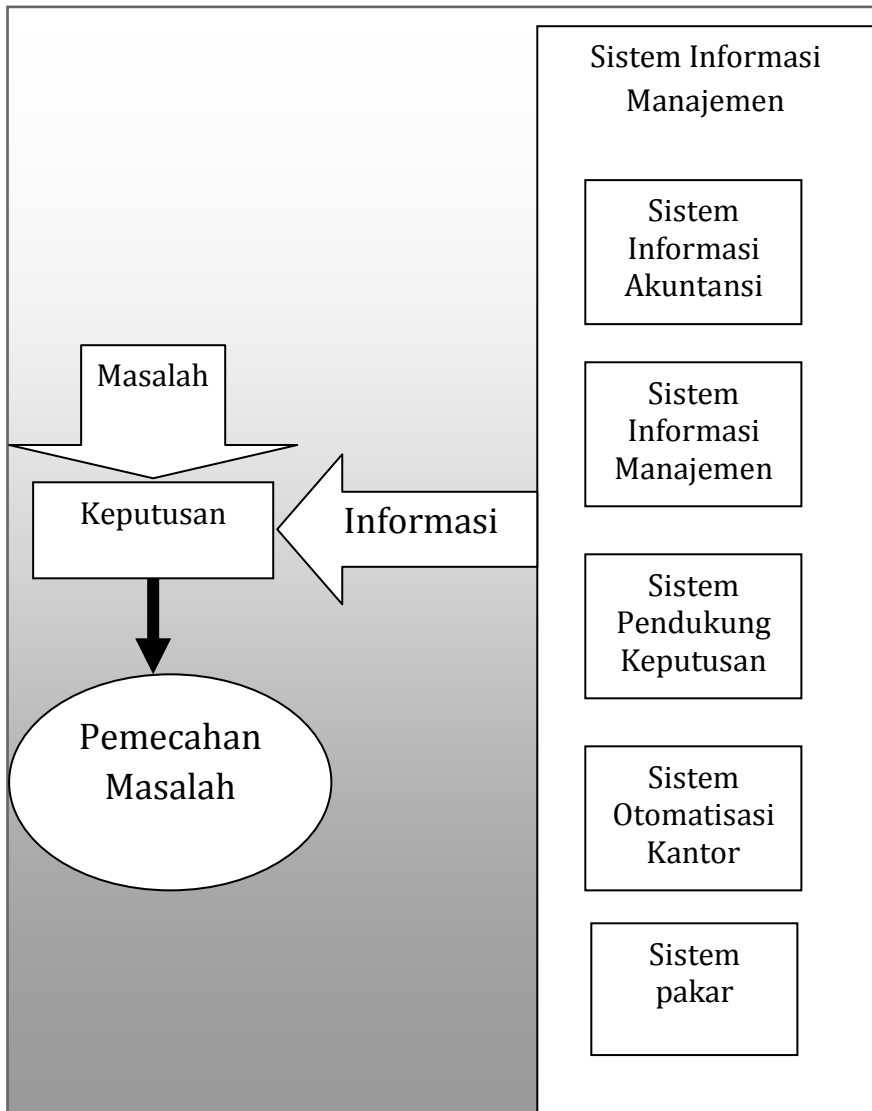 Sistem Informasi
Manajemen
Sistem
Informasi
Akuntansi
Masalah
Sistem
Informasi
Manajemen
Keputusan
Informasi
Sistem
Pendukung
Keputusan
Pemecahan
Masalah
Sistem
Otomatisasi
Kantor
Sistem
pakar